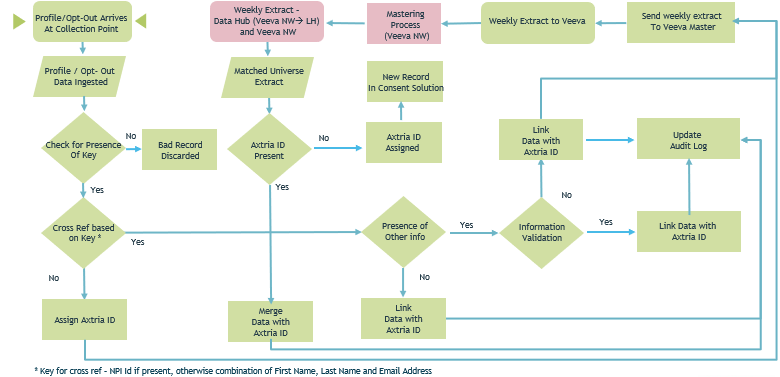 Profile/Opt-Out Arrives
At Collection Point
Weekly Extract -
Data Hub (Veeva NW→ LH)
and Veeva NW
Mastering
Process
(Veeva NW)
Weekly Extract to Veeva
Send weekly extract
To Veeva Master
Profile / Opt- Out
Data Ingested
Matched Universe
Extract
New Record
In Consent Solution
Check for Presence
Of Key
No
Bad Record
Discarded
Axtria ID
Present
No
Axtria ID
Assigned
Link
Data with
Axtria ID
Update
Audit Log
Yes
Yes
No
Cross Ref based
on Key *
Yes
Presence of
Other info
Yes
Information
Validation
Yes
Link Data with
Axtria ID
No
No
Assign Axtria ID
Merge
Data with
Axtria ID
Link
Data with
Axtria ID
* Key for cross ref - NPI Id if present, otherwise combination of First Name, Last Name and Email Address